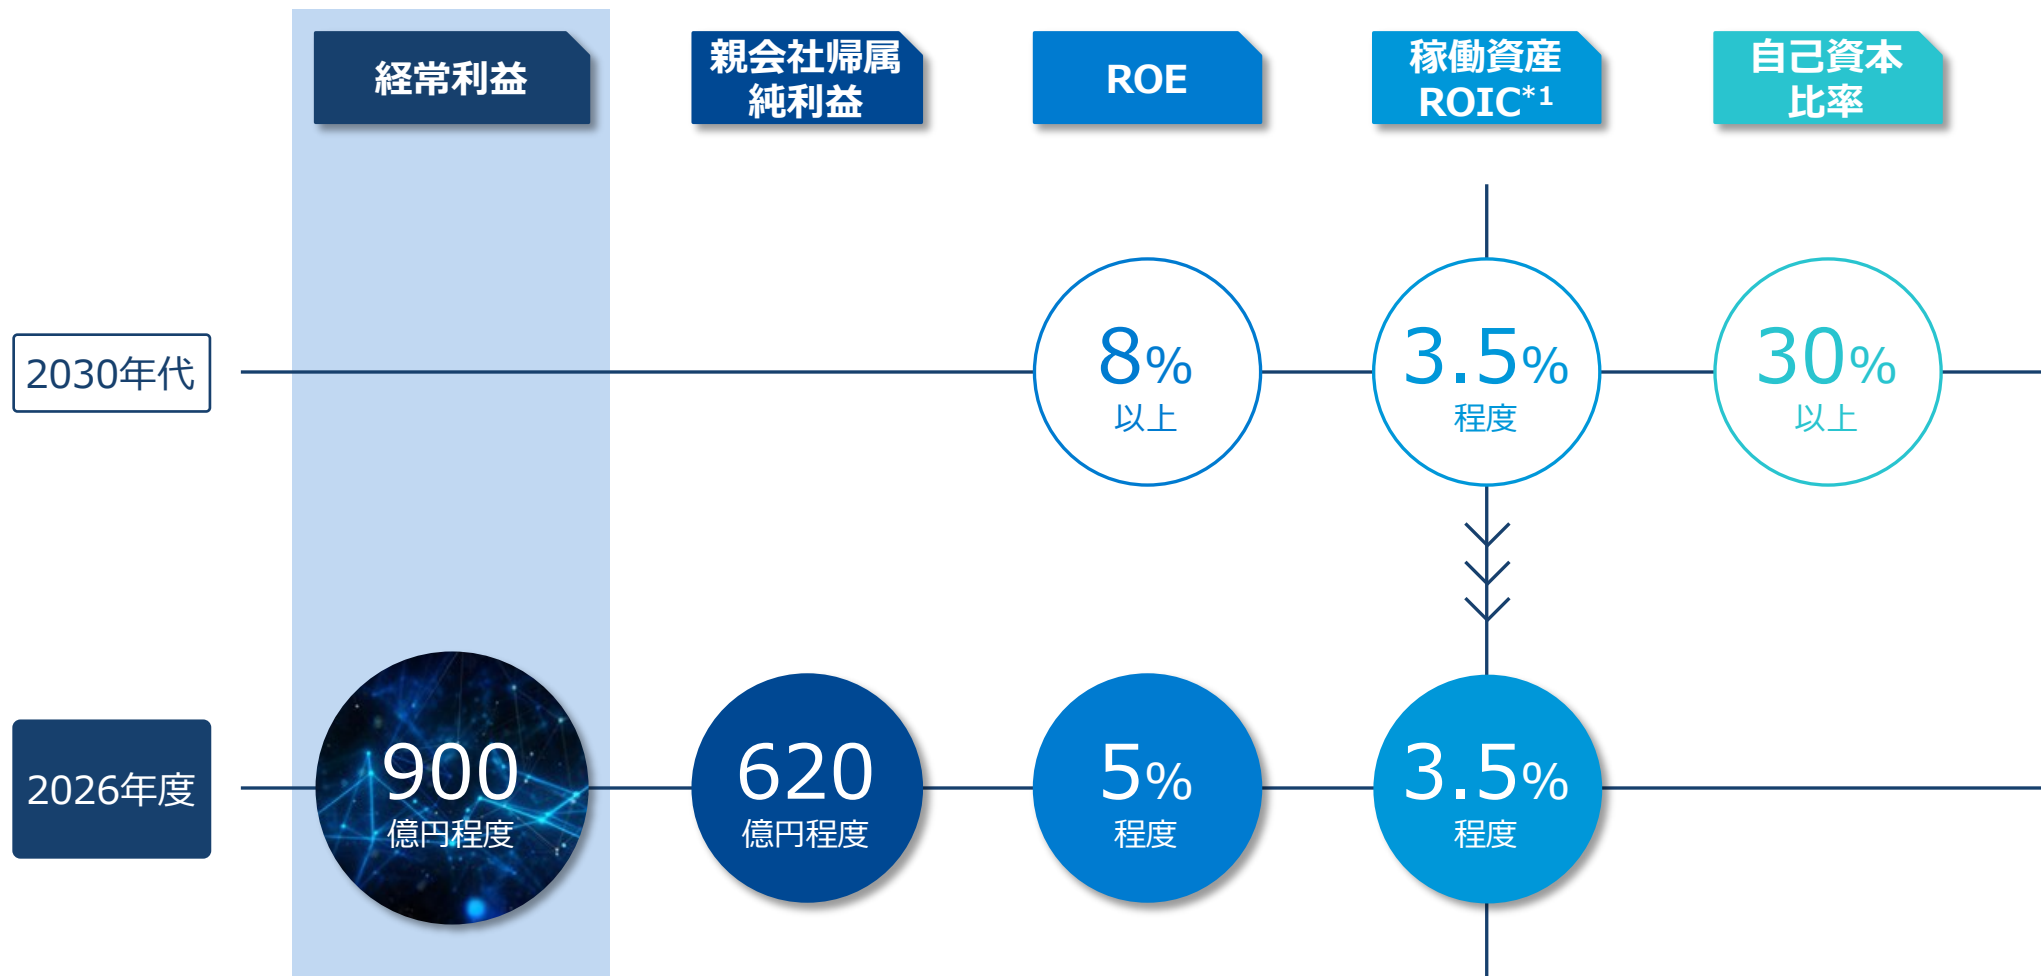 経常利益
親会社帰属
純利益
ROE
稼働資産
ROIC*1
自己資本
比率
2030年代
8%
以上
3.5%
程度
30%
以上
2026年度
900
億円程度
620
億円程度
5%
程度
3.5%
程度